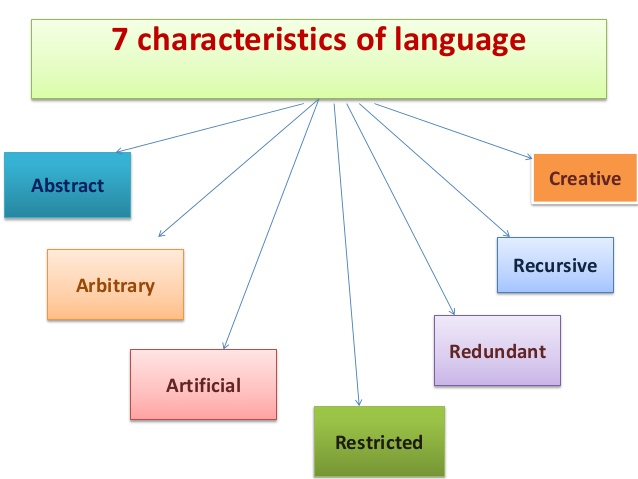 7 characteristics of language
Abstract
Creative
Arbitrary
Recursive
Artificial
Redundant
Restricted